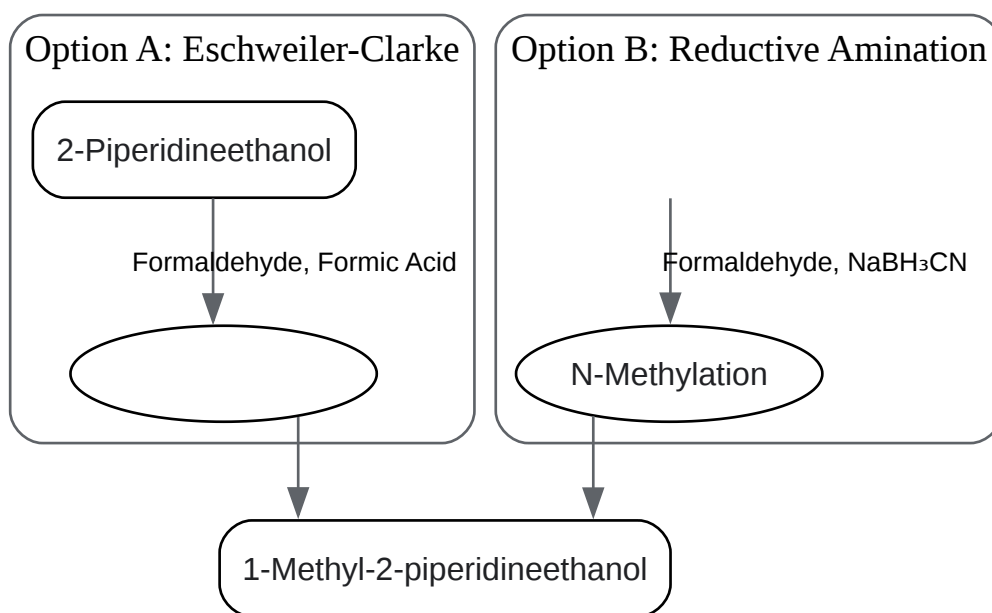 Option A: Eschweiler-Clarke
2-Piperidineethanol
Formaldehyde, Formic Acid
Option B: Reductive Amination
Formaldehyde, NaBH₃CN
N-Methylation
1-Methyl-2-piperidineethanol